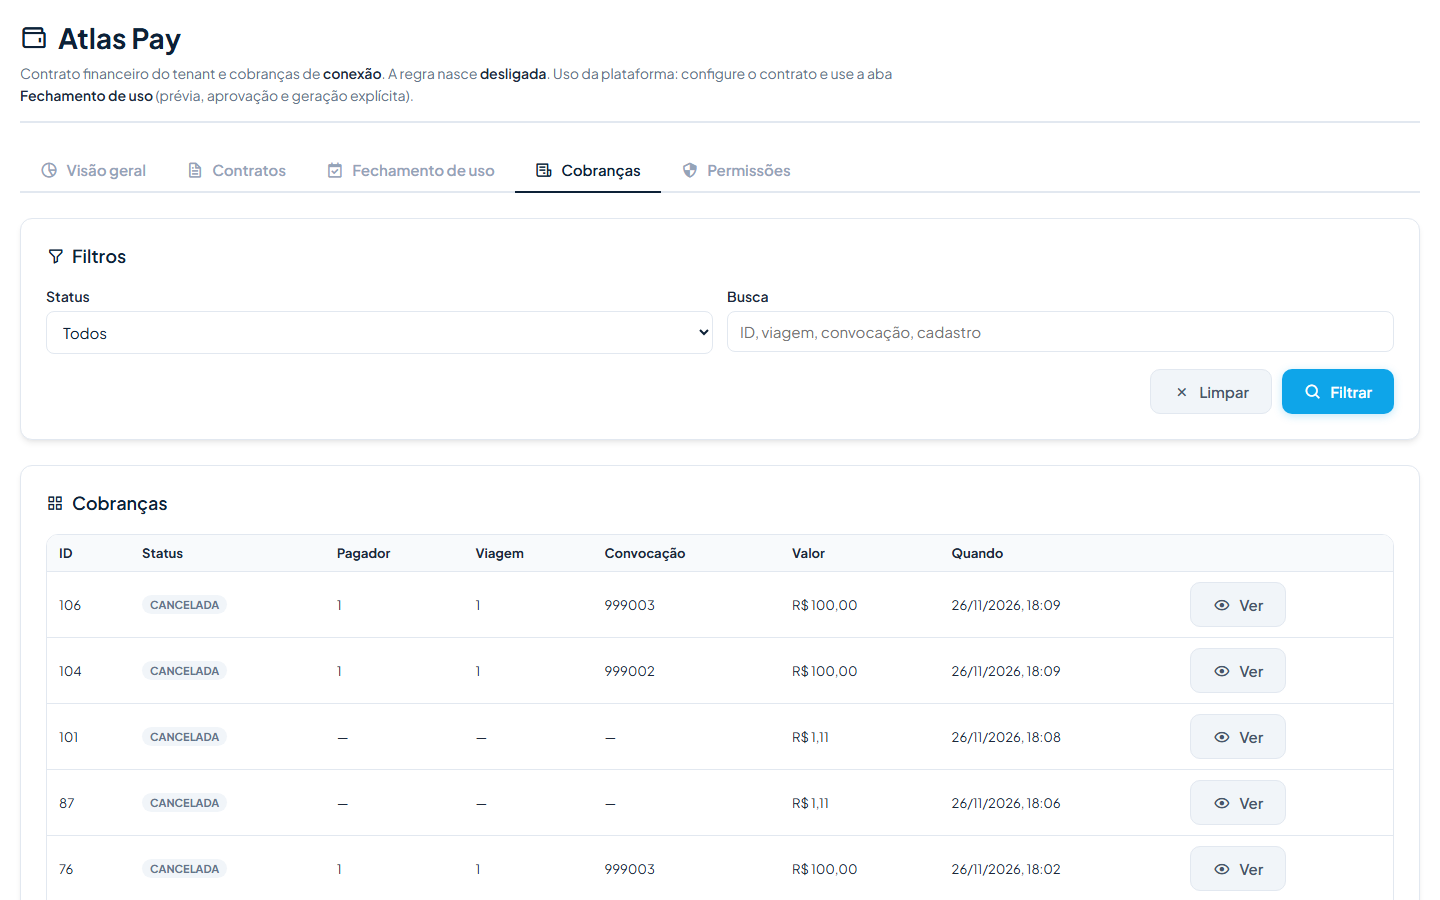 Atlas Pay
Contrato financeiro do tenant e cobranças de conexão. A regra nasce desligada. Uso da plataforma: configure o contrato e use a aba
Fechamento de uso (prévia, aprovação e geração explícita).
Visão geral Contratos Fechamento de uso Cobranças Permissões
Filtros
Status Busca
Todos ID, viagem, convocação, cadastro
Limpar Filtrar
Cobranças
ID Status Pagador Viagem Convocação Valor Quando
106 CANCELADA 1 1 999003 R$ 100,00 26/11/2026, 18:09 Ver
104 CANCELADA 1 1 999002 R$ 100,00 26/11/2026, 18:09 Ver
101 CANCELADA — — — R$ 1,11 26/11/2026, 18:08 Ver
87 CANCELADA — — — R$ 1,11 26/11/2026, 18:06 Ver
76 CANCELADA 1 1 999003 R$ 100,00 26/11/2026, 18:02 Ver